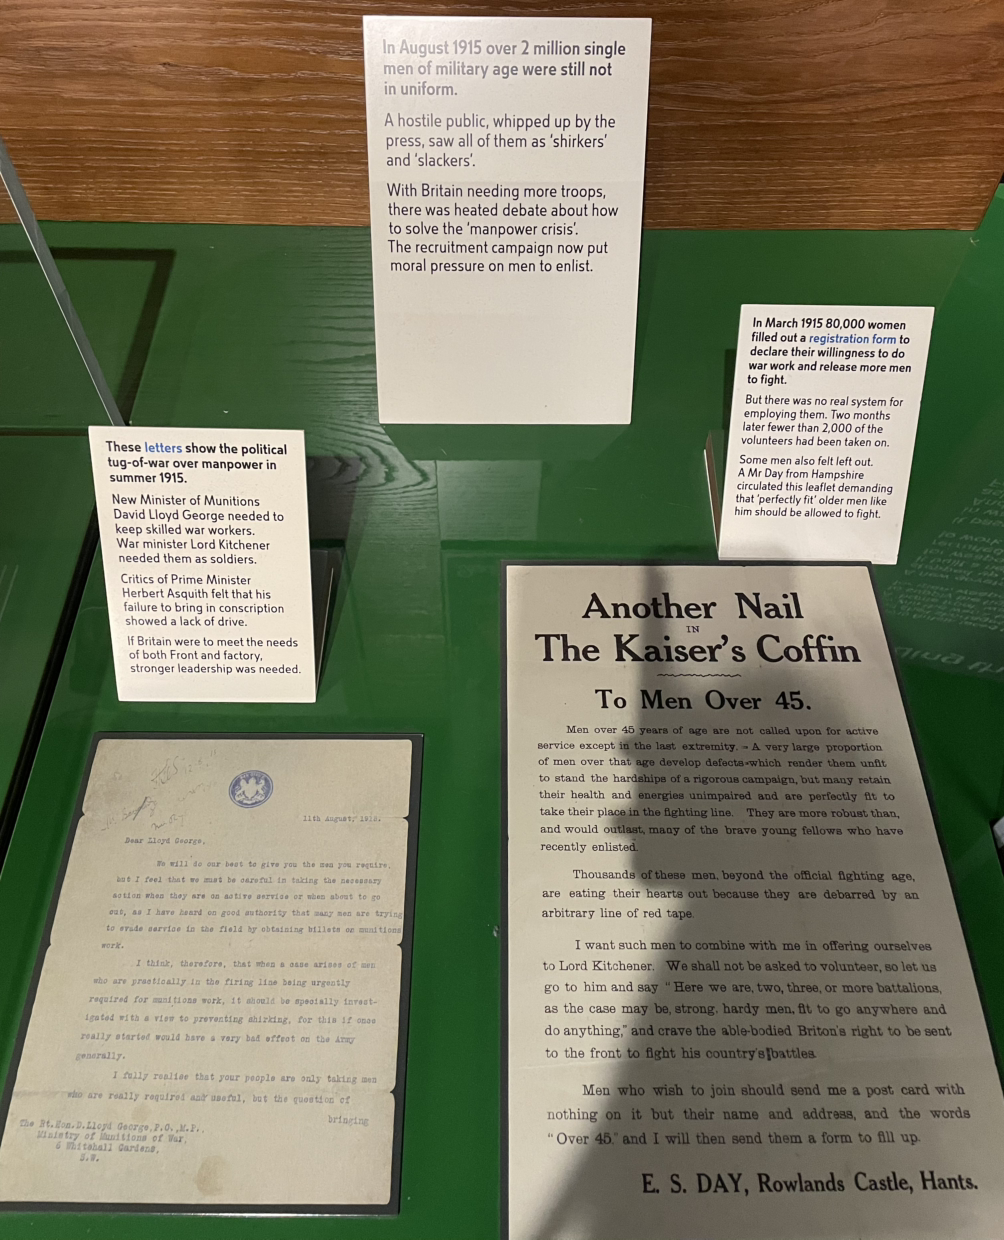 In August 1915 over 2 million single
men of military age were still not
in uniform.
A hostile public, whipped up by the
press, saw all of them as ‘shirkers’
and ‘slackers’.
With Britain needing more troops,
there was heated debate about how
to solve the ‘manpower crisis’.
The recruitment campaign now put
moral pressure on men to enlist.
In March 1915 80,000 women
filled out a registration form to
declare their willingness to do
war work and release more men
to fight.
But there was no real system for
employing them. Two months
later fewer than 2,000 of the
volunteers had been taken on.
Some men also felt left out.
A Mr Day from Hampshire
circulated this leaflet demanding
that ‘perfectly fit’ older men like
him should be allowed to fight.
These letters show the political
tug-of-war over manpower in
summer 1915.
New Minister of Munitions
David Lloyd George needed to
keep skilled war workers.
War minister Lord Kitchener
needed them as soldiers.
Critics of Prime Minister
Herbert Asquith felt that his
failure to bring in conscription
showed a lack of drive.
If Britain were to meet the needs
of both Front and factory,
stronger leadership was needed.
Another Nail
IN
The Kaiser's Coffin
To Men Over 45.
Men over 45 years of age are not called upon for active
service except in the last extremity. - A very large proportion
of men over that age develop defects which render them unfit
to stand the hardships of a rigorous campaign, but many retain
their health and energies unimpaired and are perfectly fit to
take their place in the fighting line. They are more robust than,
and would outlast, many of the brave young fellows who have
recently enlisted.
Thousands of these men, beyond the official fighting age,
are eating their hearts out because they are debarred by an
arbitrary line of red tape.
I want such men to combine with me in offering ourselves
to Lord Kitchener. We shall not be asked to volunteer, so let us
go to him and say "Here we are, two, three, or more battalions,
as the case may be, strong, hardy men, fit to go anywhere and
do anything," and crave the able-bodied Briton's right to be sent
to the front to fight his country's battles
Men who wish to join should send me a post card with
nothing on it but their name and address, and the words
"Over 45," and I will then send them a form to fill up.
E. S. DAY, Rowlands Castle, Hants.
11th August, 1915.
Dear Lloyd George,
We will do our best to give you the men you require,
but I feel that we must be careful in taking the necessary
action when they are on active service or when about to go
out, as I have heard on good authority that many men are trying
to evade service in the field by obtaining billets on munitions
work.
I think, therefore, that when a case arises of men
who are practically in the firing line being urgently
required for munitions work, it should be specially invest-
igated with a view to preventing shirking, for this if once
really started would have a very bad effect on the Army
generally.
I fully realise that your people are only taking men
who are really required and useful, but the question of
bringing
The Rt.Hon.D.Lloyd George,P.C.,M.P.,
Ministry of Munitions of War,
6 Whitehall Gardens,
S.W.